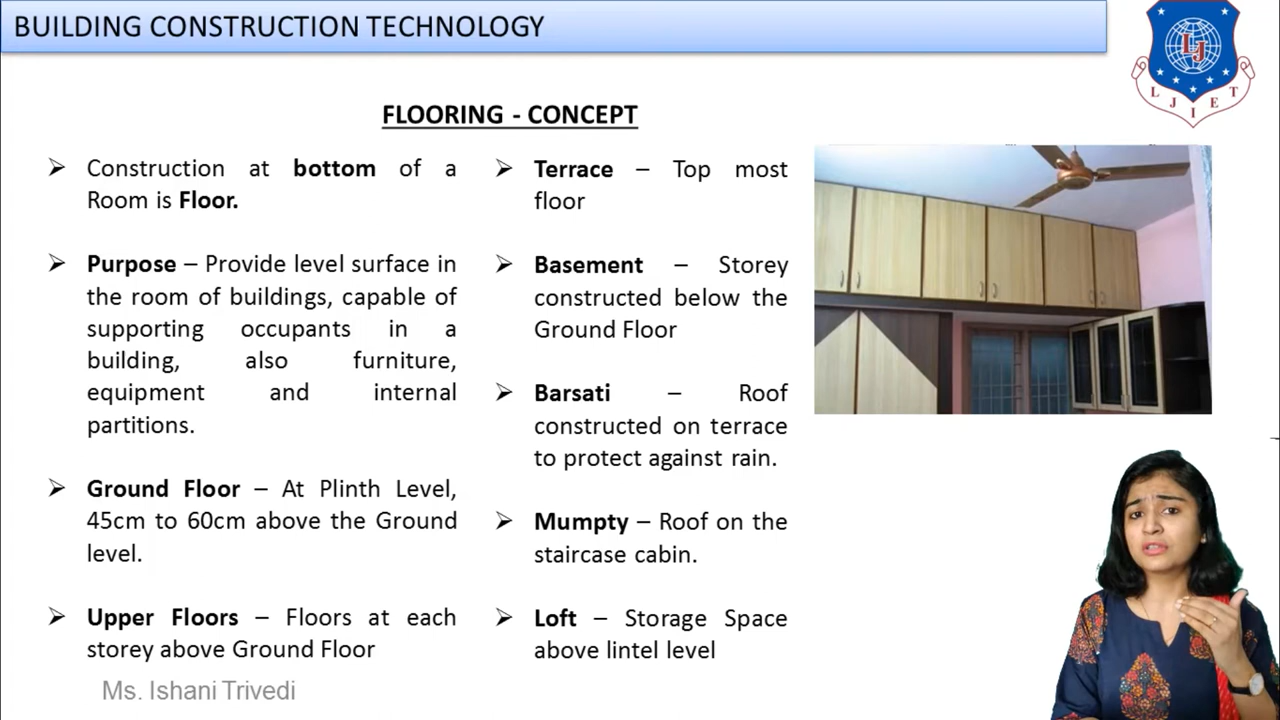 BUILDING CONSTRUCTION TECHNOLOGY
LJIET
FLOORING - CONCEPT
➢ Construction at bottom of a
Room is Floor.
➢ Purpose – Provide level surface in
the room of buildings, capable of
supporting occupants in a
building, also furniture,
equipment and internal
partitions.
➢ Ground Floor – At Plinth Level,
45cm to 60cm above the Ground
level.
➢ Upper Floors – Floors at each
storey above Ground Floor
➢ Terrace – Top most
floor
➢ Basement – Storey
constructed below the
Ground Floor
➢ Barsati – Roof
constructed on terrace
to protect against rain.
➢ Mumpty – Roof on the
staircase cabin.
➢ Loft – Storage Space
above lintel level
Ms. Ishani Trivedi